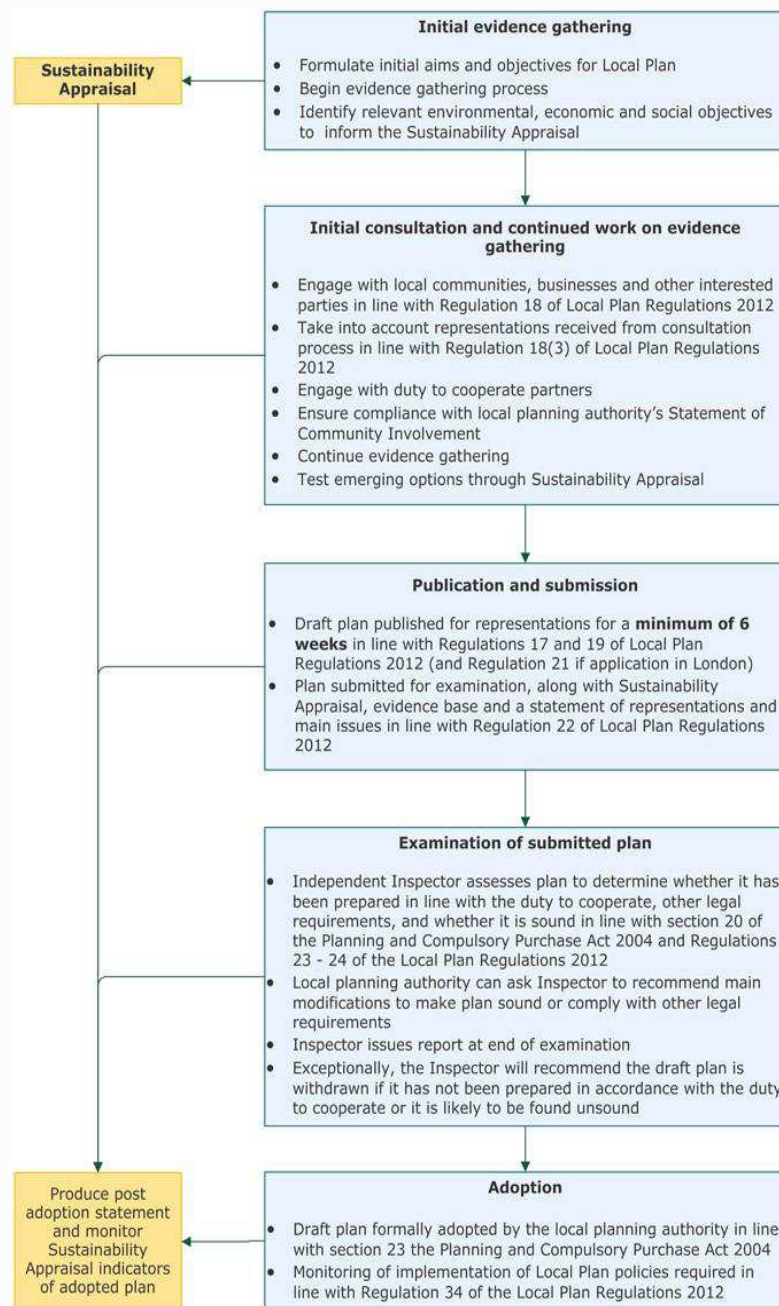 Initial evidence gathering
• Formulate initial aims and objectives for Local Plan
• Begin evidence gathering process
• Identify relevant environmental, economic and social objectives
to inform the Sustainability Appraisal
Sustainability
Appraisal
Initial consultation and continued work on evidence
gathering
• Engage with local communities, businesses and other interested
parties in line with Regulation 18 of Local Plan Regulations 2012
• Take into account representations received from consultation
process in line with Regulation 18(3) of Local Plan Regulations
2012
• Engage with duty to cooperate partners
• Ensure compliance with local planning authority's Statement of
Community Involvement
• Continue evidence gathering
• Test emerging options through Sustainability Appraisal
Publication and submission
• Draft plan published for representations for a minimum of 6
weeks in line with Regulations 17 and 19 of Local Plan
Regulations 2012 (and Regulation 21 if application in London)
• Plan submitted for examination, along with Sustainability
Appraisal, evidence base and a statement of representations and
main issues in line with Regulation 22 of Local Plan Regulations
2012
Examination of submitted plan
• Independent Inspector assesses plan to determine whether it has
been prepared in line with the duty to cooperate, other legal
requirements, and whether it is sound in line with section 20 of
the Planning and Compulsory Purchase Act 2004 and Regulations
23 - 24 of the Local Plan Regulations 2012
• Local planning authority can ask Inspector to recommend main
modifications to make plan sound or comply with other legal
requirements
• Inspector issues report at end of examination
• Exceptionally, the Inspector will recommend the draft plan is
withdrawn if it has not been prepared in accordance with the duty
to cooperate or it is likely to be found unsound
Adoption
• Draft plan formally adopted by the local planning authority in line
with section 23 the Planning and Compulsory Purchase Act 2004
• Monitoring of implementation of Local Plan policies required in
line with Regulation 34 of the Local Plan Regulations 2012
Produce post
adoption statement
and monitor
Sustainability
Appraisal indicators
of adopted plan